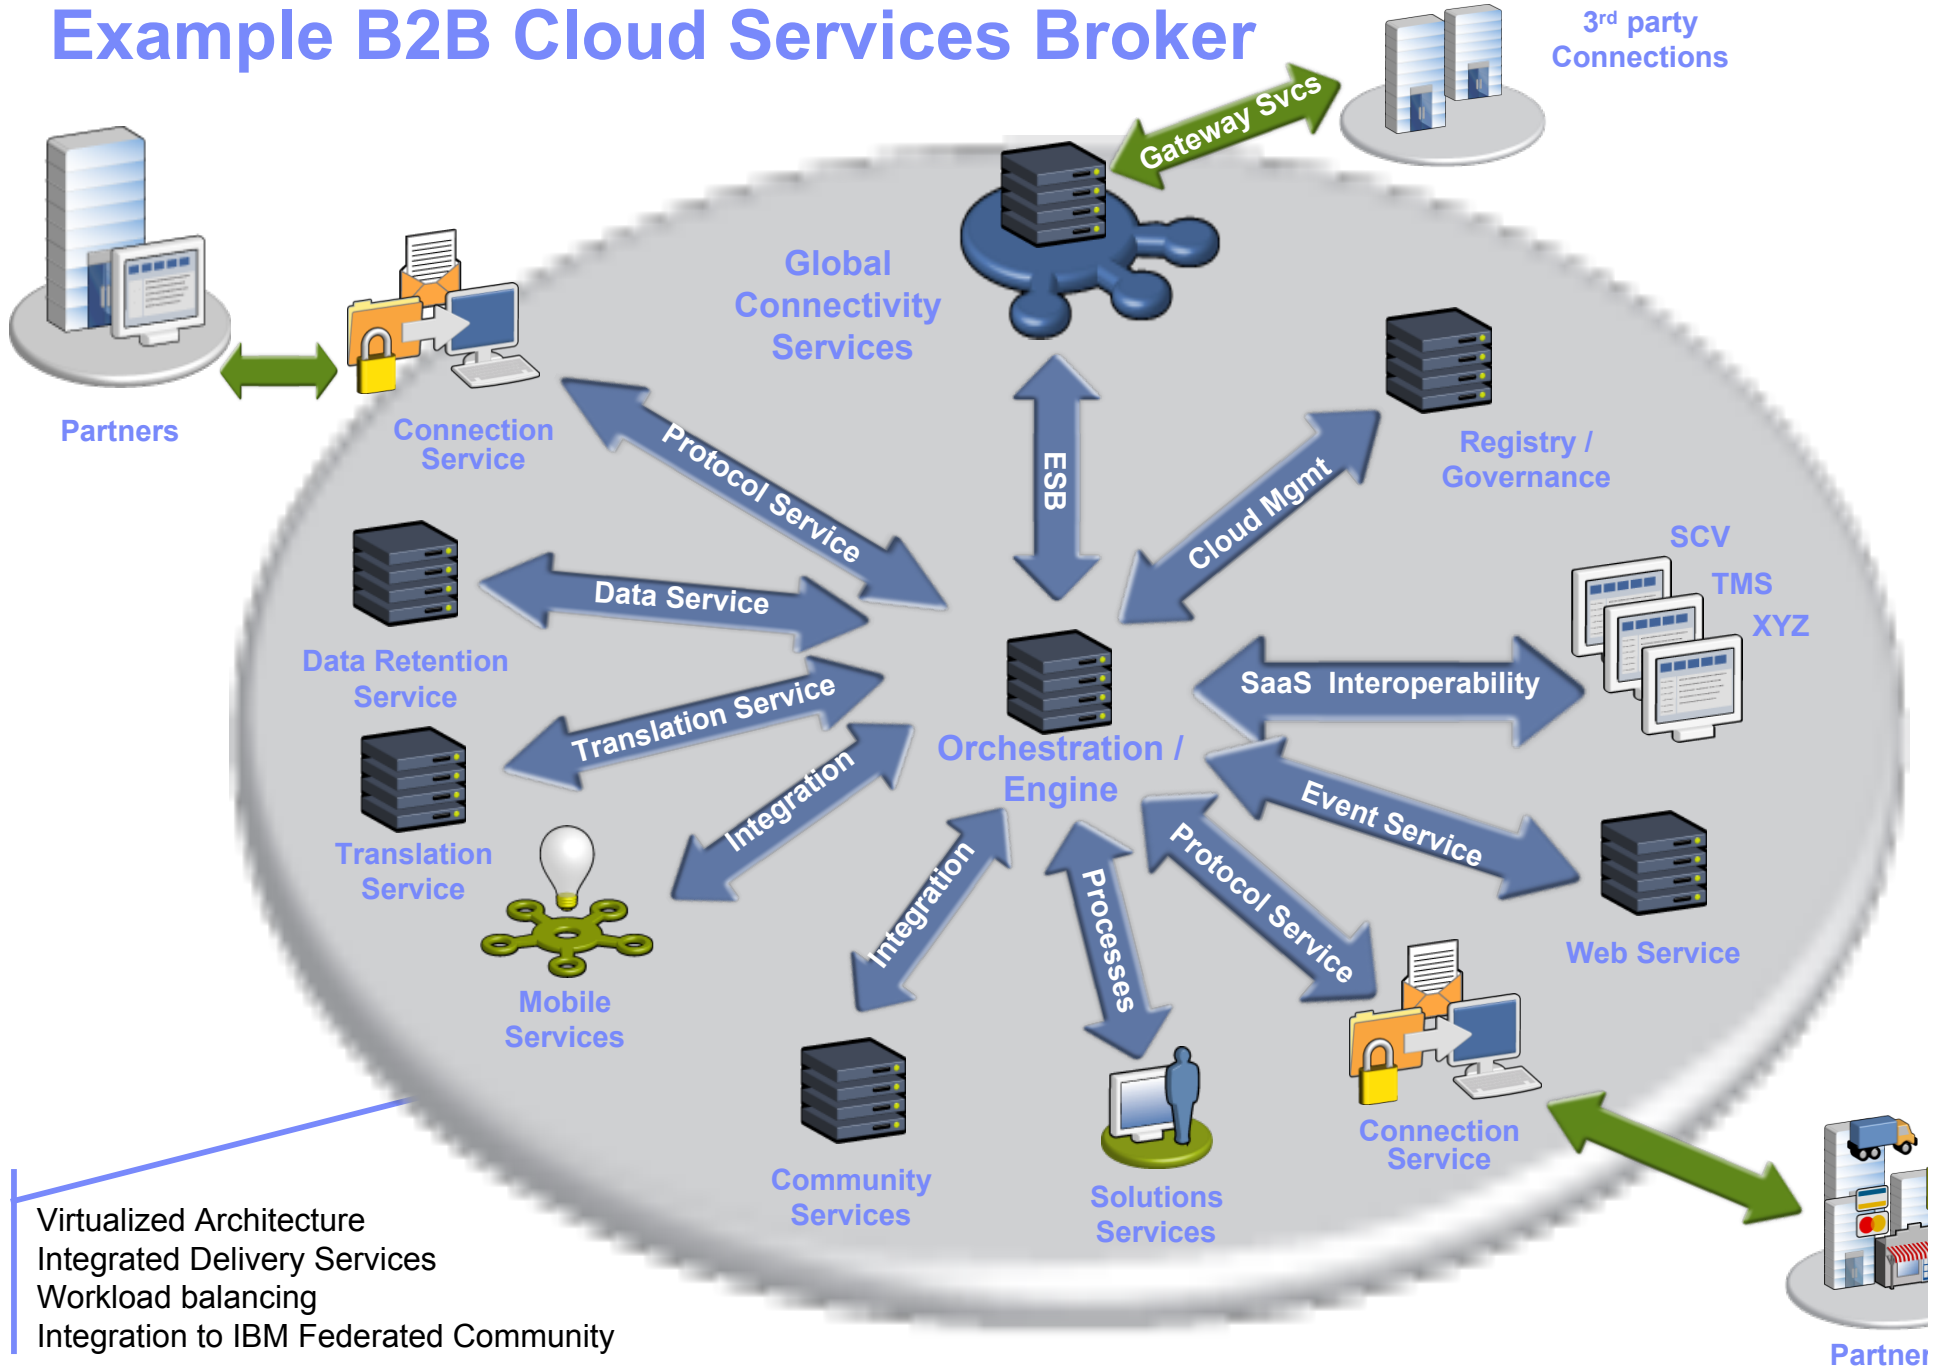 Example B2B Cloud Services Broker
3rd party
Connections
Gateway Svcs
Global
Connectivity
Services
Partners
Connection
Service
Protocol Service
ESB
Cloud Mgmt
Registry /
Governance
SCV
TMS
XYZ
Data Service
Data Retention
Service
Translation Service
SaaS Interoperability
Orchestration /
Engine
Translation
Service
Integration
Integration
Processes
Protocol Service
Event Service
Web Service
Mobile
Services
Community
Services
Solutions
Services
Connection
Service
Virtualized Architecture
Integrated Delivery Services
Workload balancing
Integration to IBM Federated Community
Partner